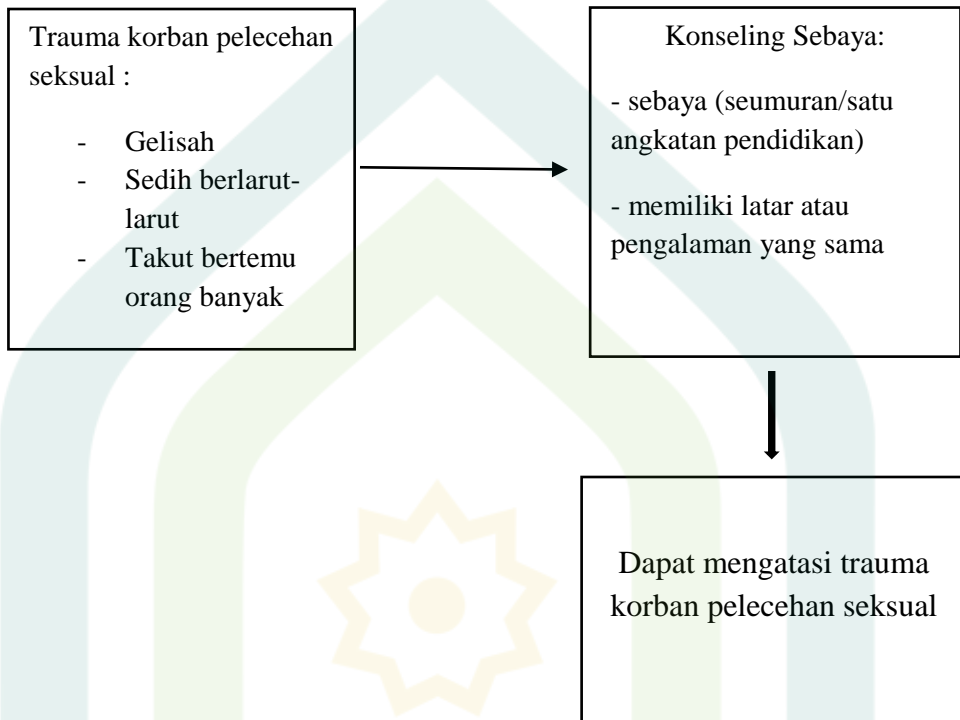 Trauma korban pelecehan
seksual :
- Gelisah
- Sedih berlarut-
larut
- Takut bertemu
orang banyak
Konseling Sebaya:
- sebaya (seumuran/satu
angkatan pendidikan)
- memiliki latar atau
pengalaman yang sama
Dapat mengatasi trauma
korban pelecehan seksual